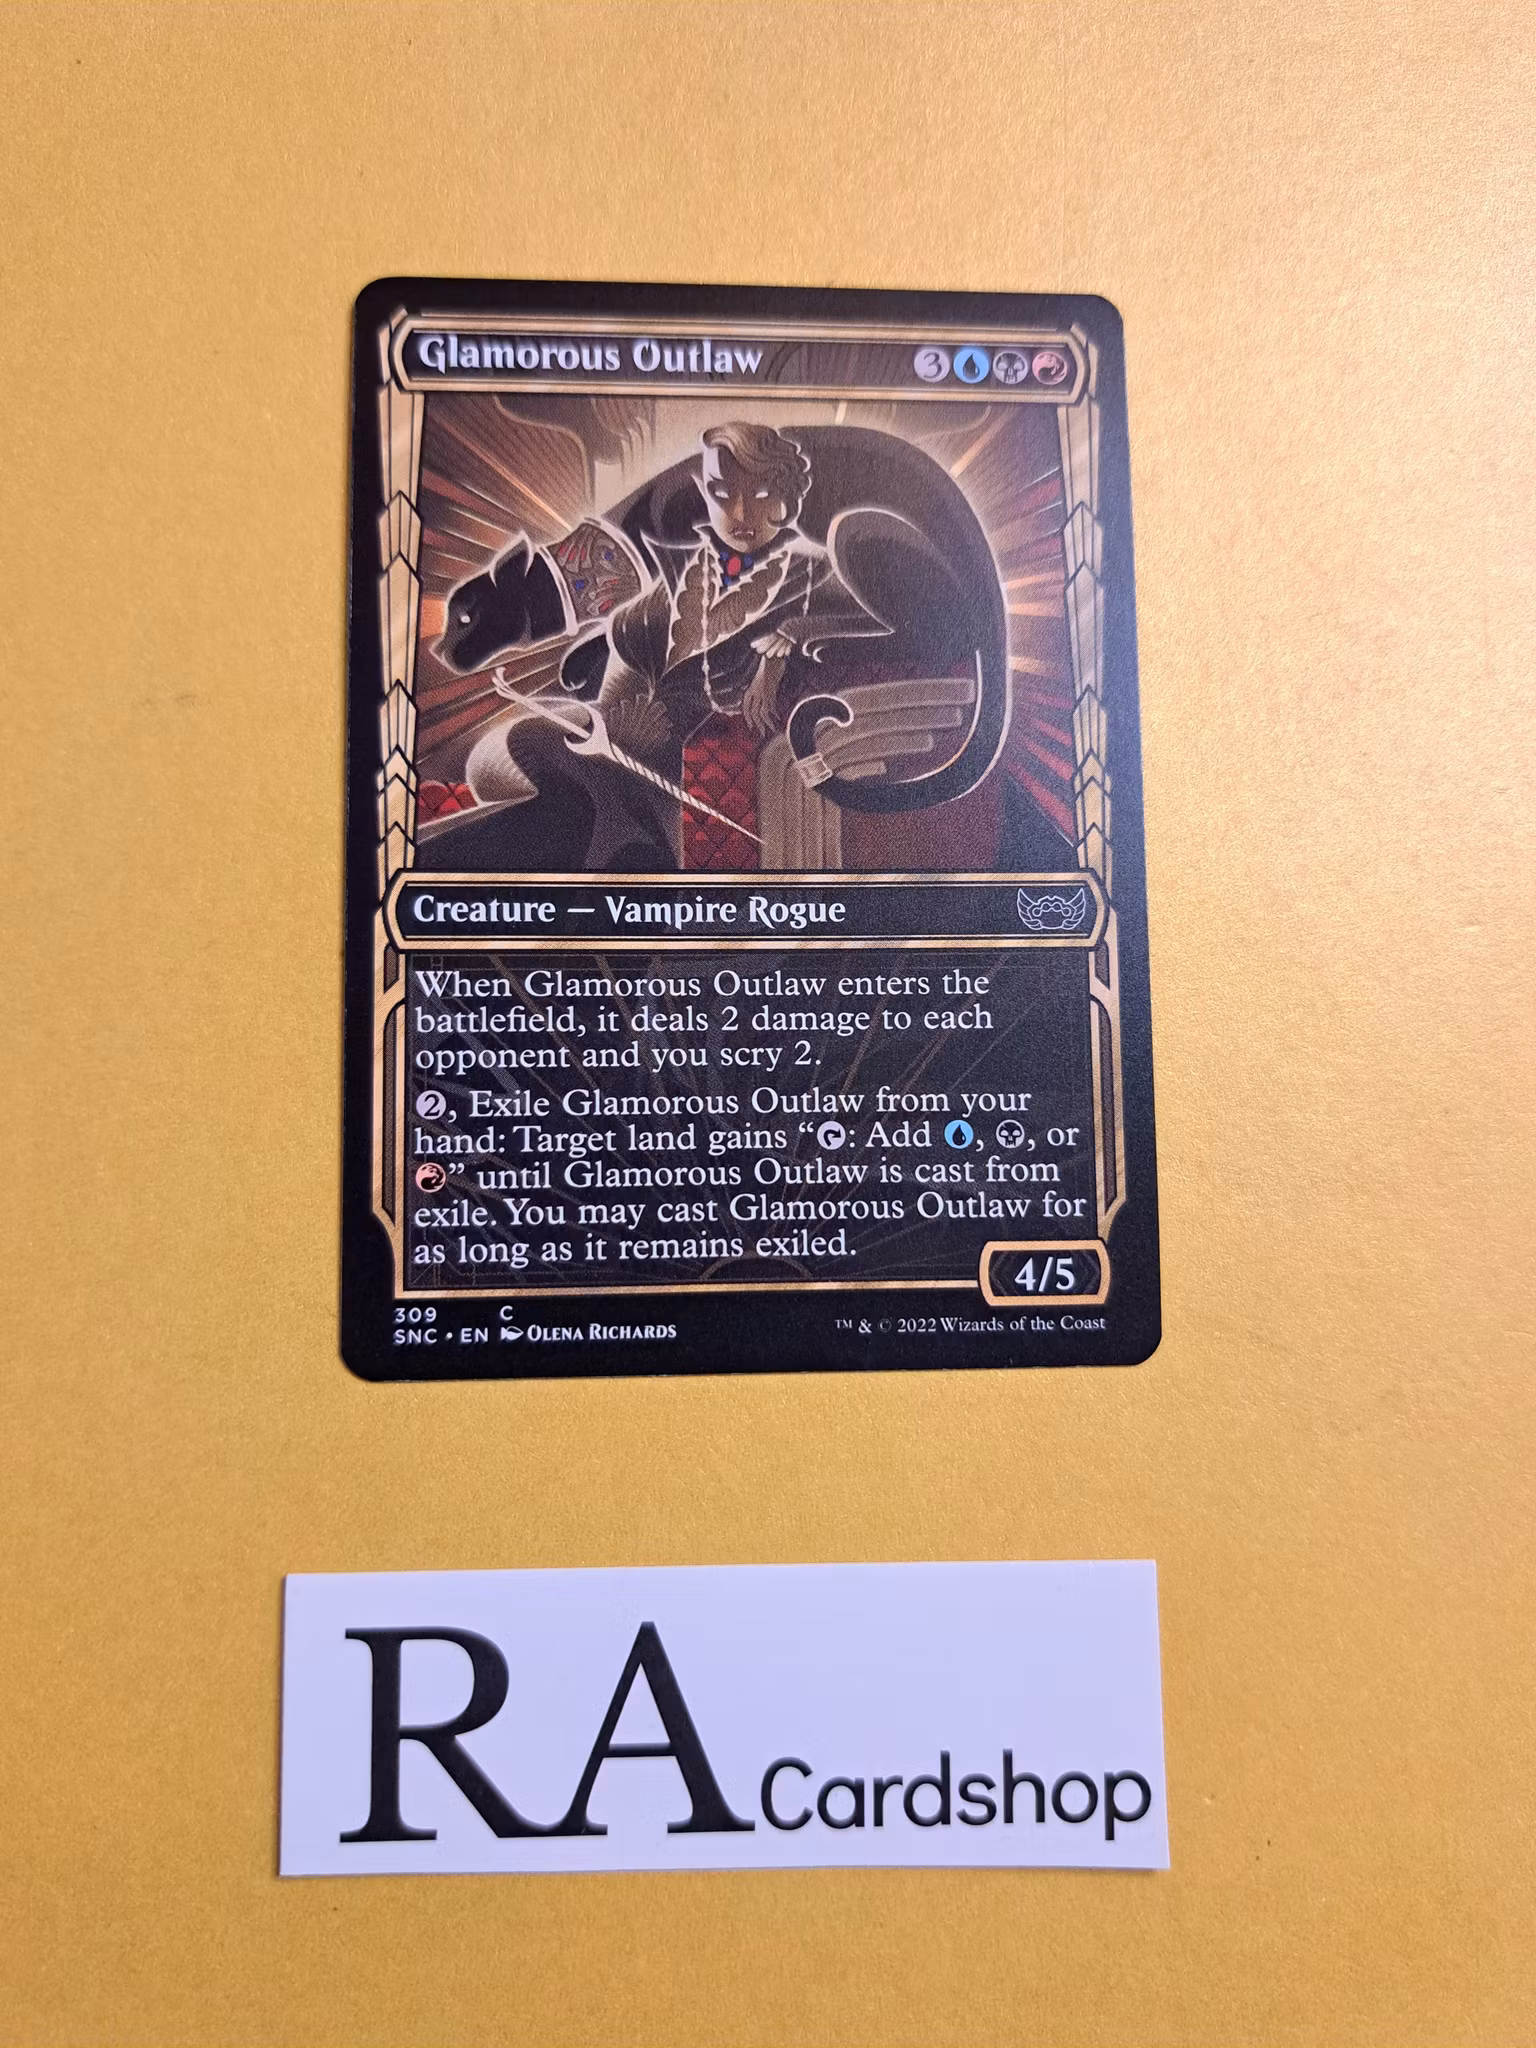 Glamorous Outlaw 3
Creature — Vampire Rogue
When Glamorous Outlaw enters the
battlefield, it deals 2 damage to each
opponent and you scry 2.
2, Exile Glamorous Outlaw from your
hand: Target land gains “: Add , , or
” until Glamorous Outlaw is cast from
exile. You may cast Glamorous Outlaw for
as long as it remains exiled.
4/5
309 C
SNC • EN OLENA RICHARDS
™ & © 2022 Wizards of the Coast
RA Cardshop